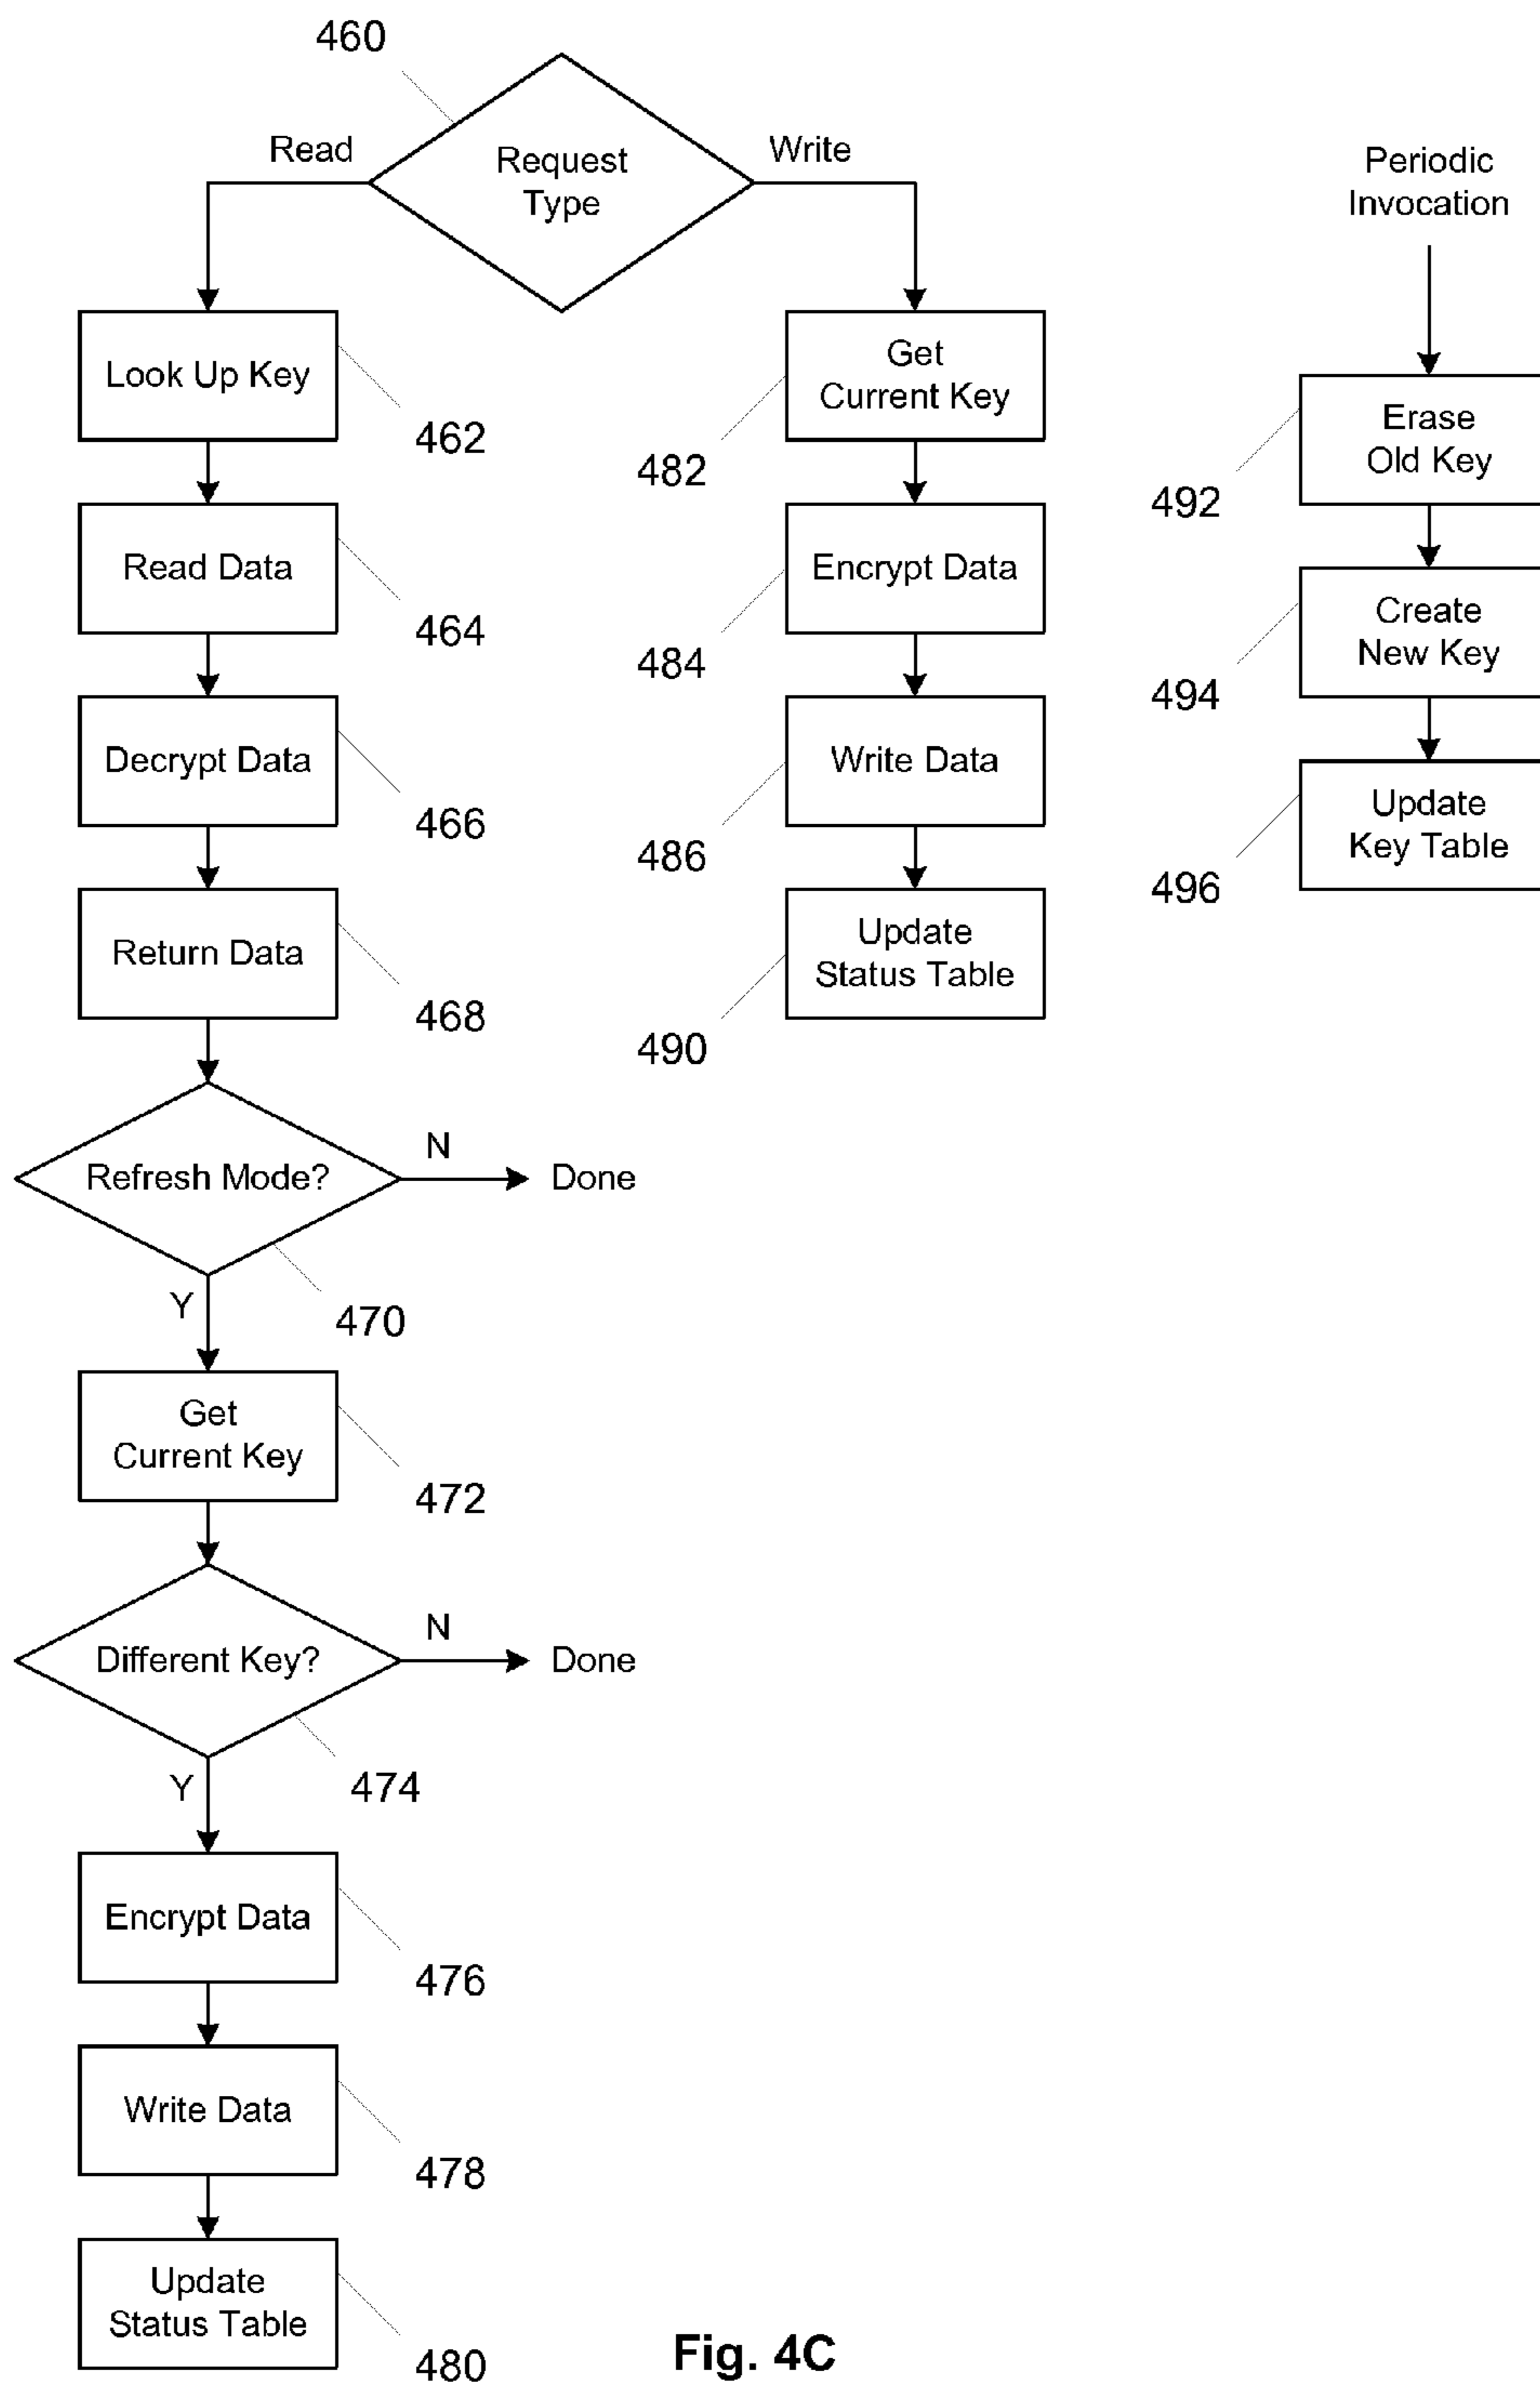 460
Read
Request
Type
Write
Look Up Key
462
Read Data
464
Decrypt Data
466
Return Data
468
Refresh Mode?
N
Done
Y
470
Get
Current Key
472
Different Key?
N
Done
Y
474
Encrypt Data
476
Write Data
478
Update
Status Table
480
Get
Current Key
482
Encrypt Data
484
Write Data
486
Update
Status Table
490
Periodic
Invocation
Erase
Old Key
492
Create
New Key
494
Update
Key Table
496
Fig. 4C